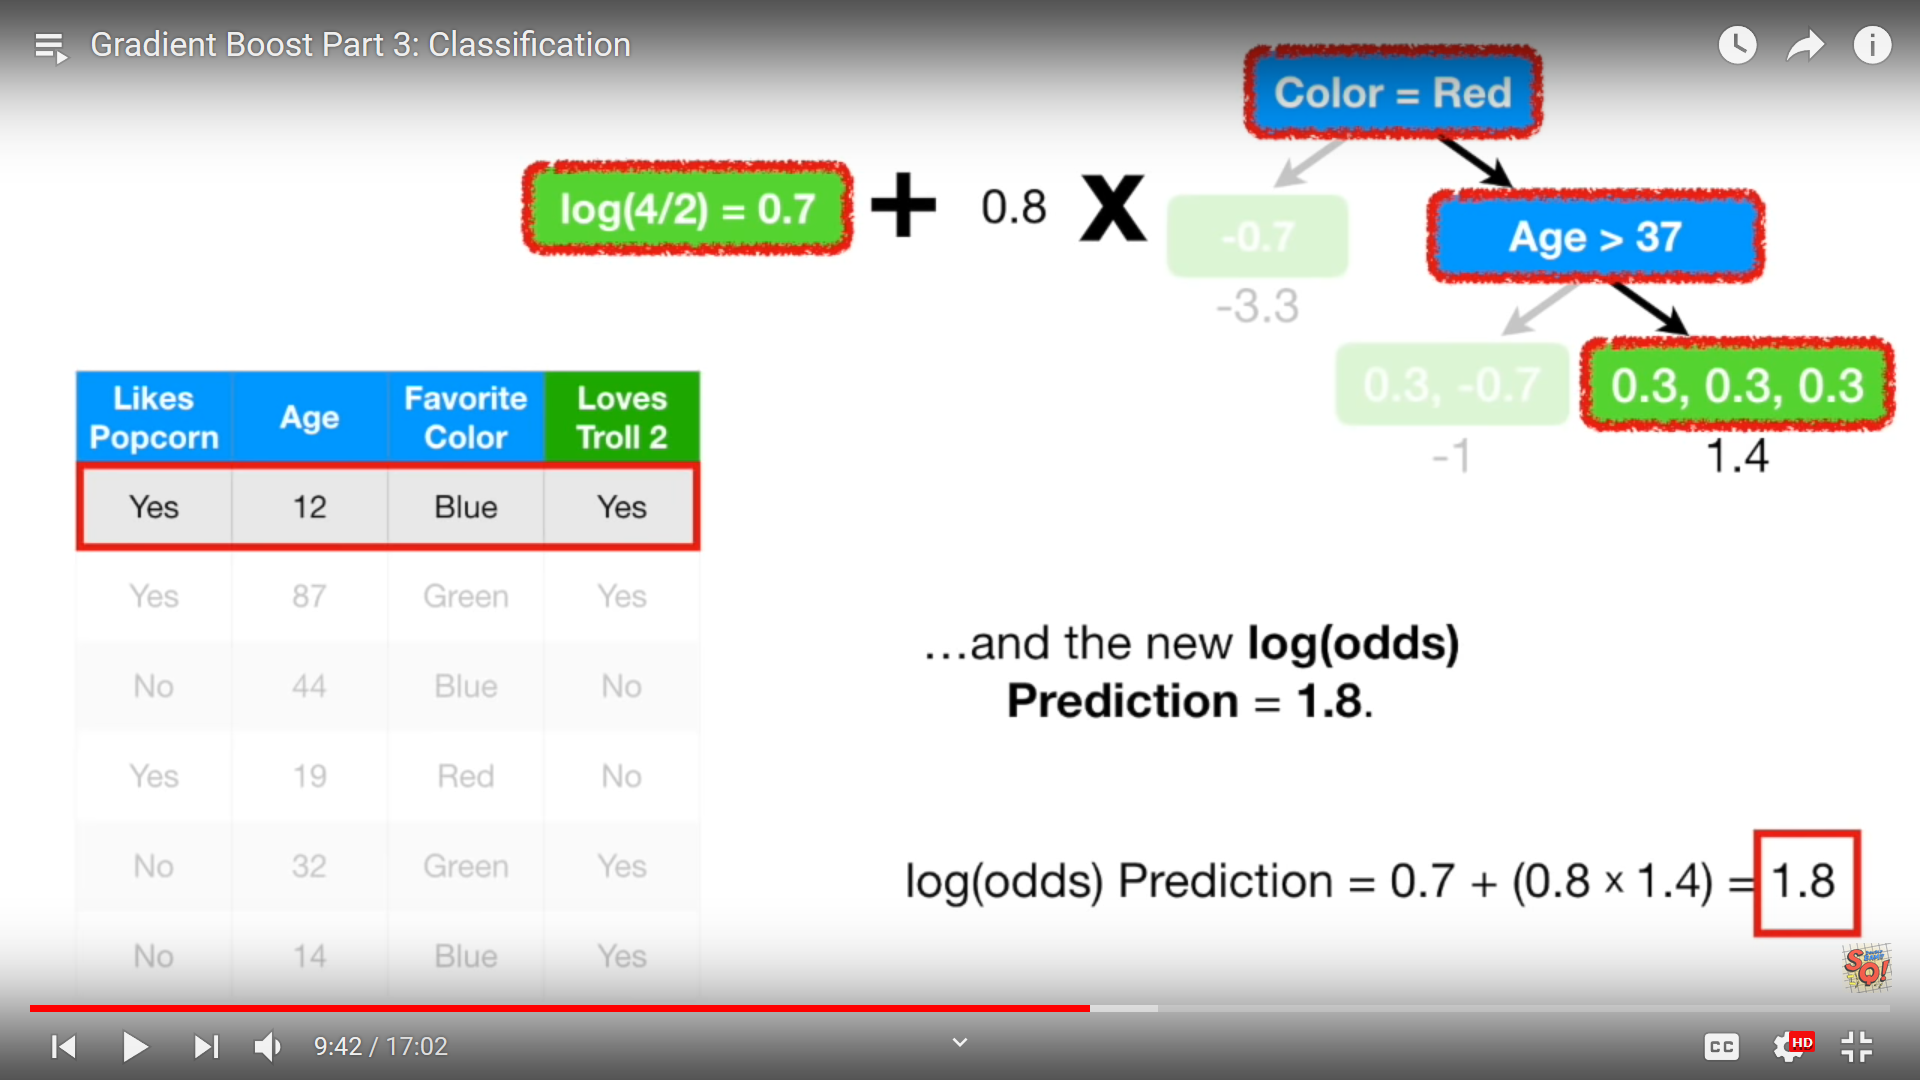 Gradient Boost Part 3: Classification
Color = Red
log(4/2) = 0.7 + 0.8 X
-0.7
-3.3
Age > 37
0.3, -0.7
-1
0.3, 0.3, 0.3
1.4
Likes Popcorn Age Favorite Color Loves Troll 2
Yes 12 Blue Yes
Yes 87 Green Yes
No 44 Blue No
Yes 19 Red No
No 32 Green Yes
No 14 Blue Yes
…and the new log(odds)
Prediction = 1.8.
log(odds) Prediction = 0.7 + (0.8 × 1.4) = 1.8
SQ!
9:42 / 17:02
CC
HD